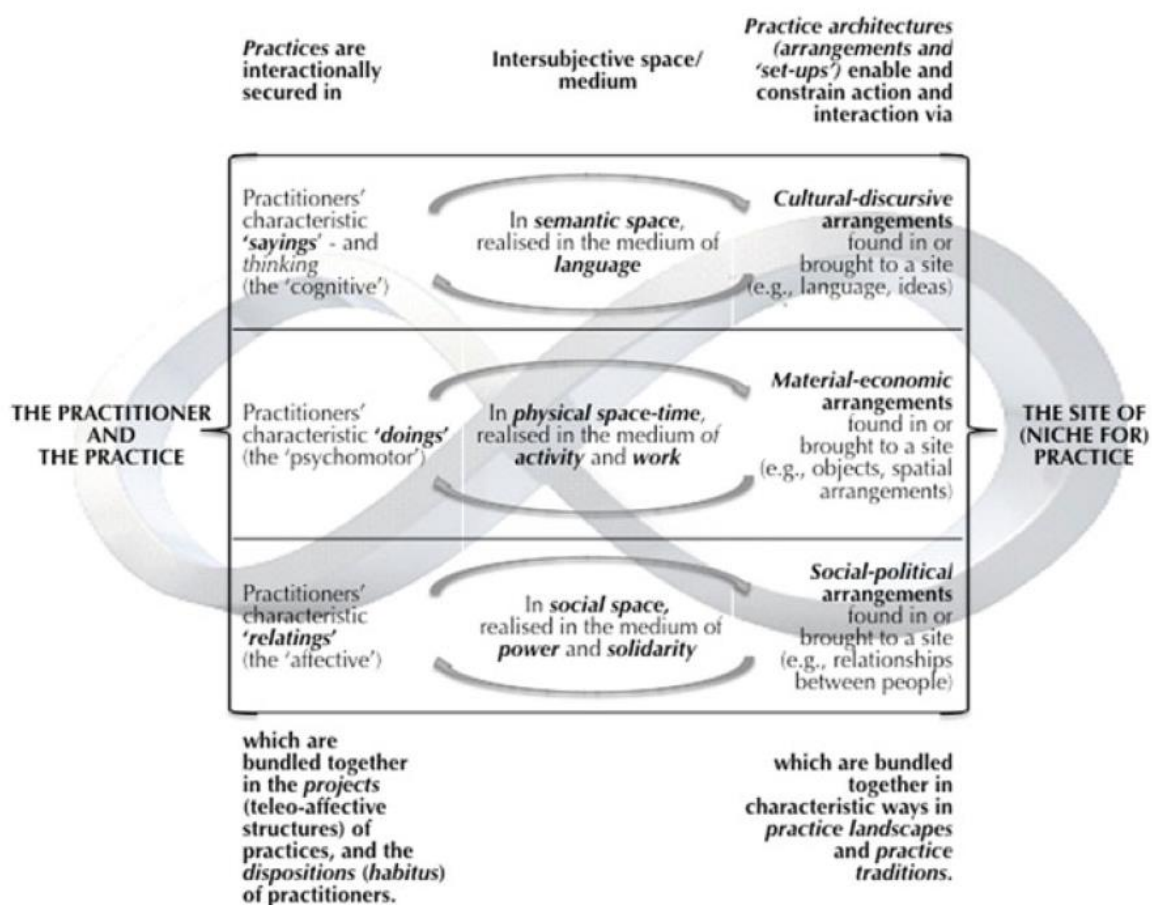 Practices are
interactionally
secured in
Intersubjective space/
medium
Practice architectures
(arrangements and
‘set-ups’) enable and
constrain action and
interaction via
THE PRACTITIONER
AND
THE PRACTICE
Practitioners’
characteristic
‘sayings’ - and
thinking
(the ‘cognitive’)
In semantic space,
realised in the medium of
language
Cultural-discursive
arrangements
found in or
brought to a site
(e.g., language, ideas)
Practitioners’
characteristic ‘doings’
(the ‘psychomotor’)
In physical space-time,
realised in the medium of
activity and work
Material-economic
arrangements
found in or
brought to a site
(e.g., objects, spatial
arrangements)
Practitioners’
characteristic
‘relatings’
(the ‘affective’)
In social space,
realised in the medium of
power and solidarity
Social-political
arrangements
found in or
brought to a site
(e.g., relationships
between people)
THE SITE OF
(NICHE FOR)
PRACTICE
which are
bundled together
in the projects
(teleo-affective
structures) of
practices, and the
dispositions (habitus)
of practitioners.
which are bundled
together in
characteristic ways in
practice landscapes
and practice
traditions.